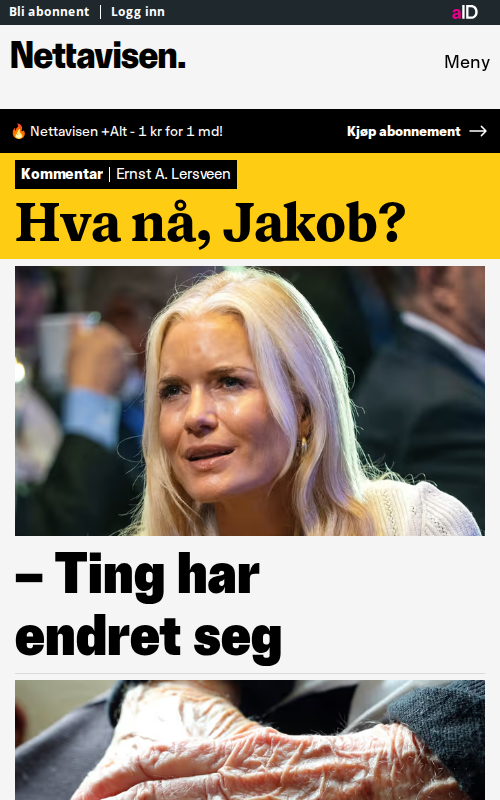 Bli abonnent | Logg inn
aID
Nettavisen.
Meny
🔥 Nettavisen +Alt - 1 kr for 1 md!
Kjøp abonnement →
Kommentar | Ernst A. Lersveen
Hva nå, Jakob?
– Ting har
endret seg